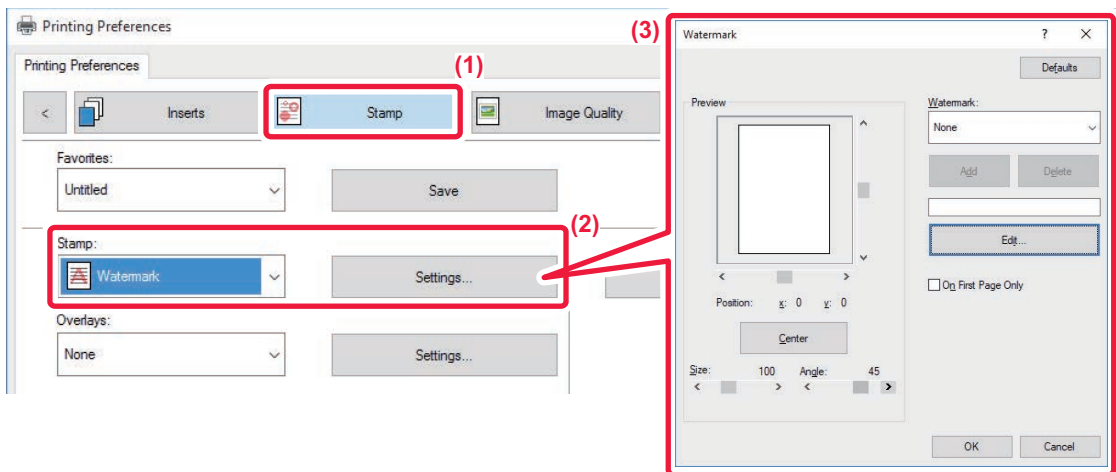 Printing Preferences
Printing Preferences
(1)
< Inserts Stamp Image Quality
Favorites:
Untitled Save
(2)
Stamp:
Watermark Settings...
Overlays:
None Settings...
(3)
Watermark ? ×
Defaults
Preview
Watermark:
None
Add Delete
Edit...
On First Page Only
Position: x: 0 y: 0
Center
Size: 100 Angle: 45
OK Cancel